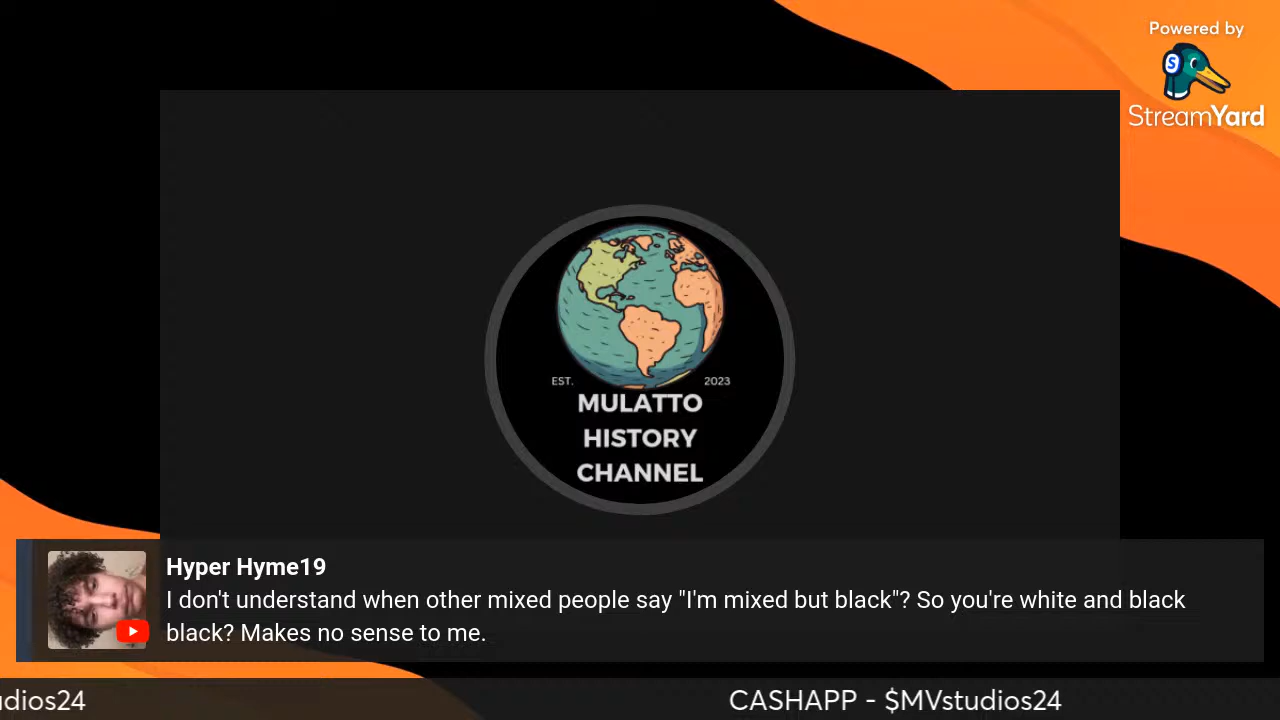 Powered by
S
StreamYard
EST. 2023
MULATTO
HISTORY
CHANNEL
Hyper Hyme19
I don't understand when other mixed people say "I'm mixed but black"? So you're white and black
black? Makes no sense to me.
udios24 CASHAPP - $MVstudios24